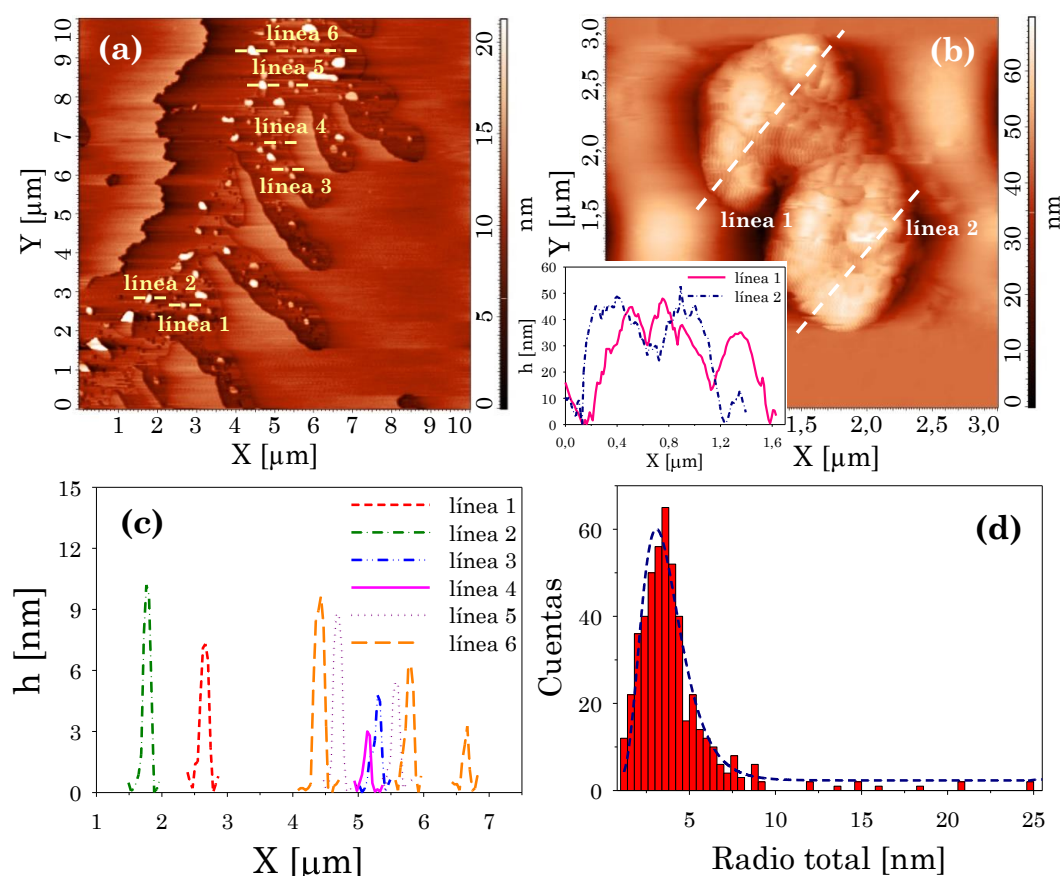 (a)
línea 6
línea 5
línea 4
línea 3
línea 2
línea 1
Y [µm]
0 1 2 3 4 5 6 7 8 9 10
X [µm]
1 2 3 4 5 6 7 8 9 10
nm
0 5 10 15 20
(b)
línea 1
línea 2
Y [µm]
1,5 2,0 2,5 3,0
X [µm]
1,5 2,0 2,5 3,0
nm
0 10 20 30 40 50 60
línea 1
línea 2
h [nm]
0 10 20 30 40 50 60
X [µm]
0,0 0,4 0,8 1,2 1,6
(c)
línea 1
línea 2
línea 3
línea 4
línea 5
línea 6
h [nm]
0 3 6 9 12 15
X [µm]
1 2 3 4 5 6 7
(d)
Cuentas
0 20 40 60
Radio total [nm]
5 10 15 20 25